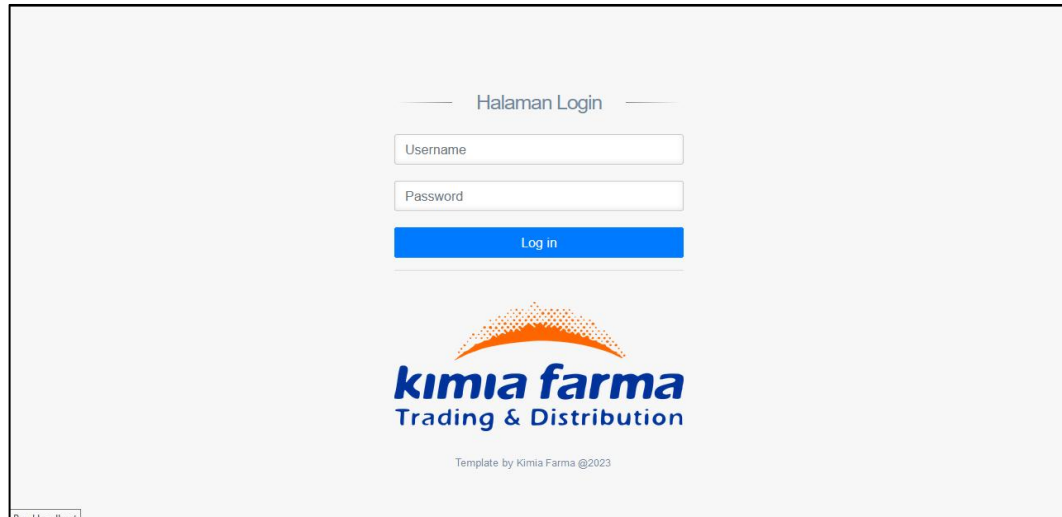 Halaman Login
Username
Password
Log in
kimia farma
Trading & Distribution
Template by Kimia Farma @2023